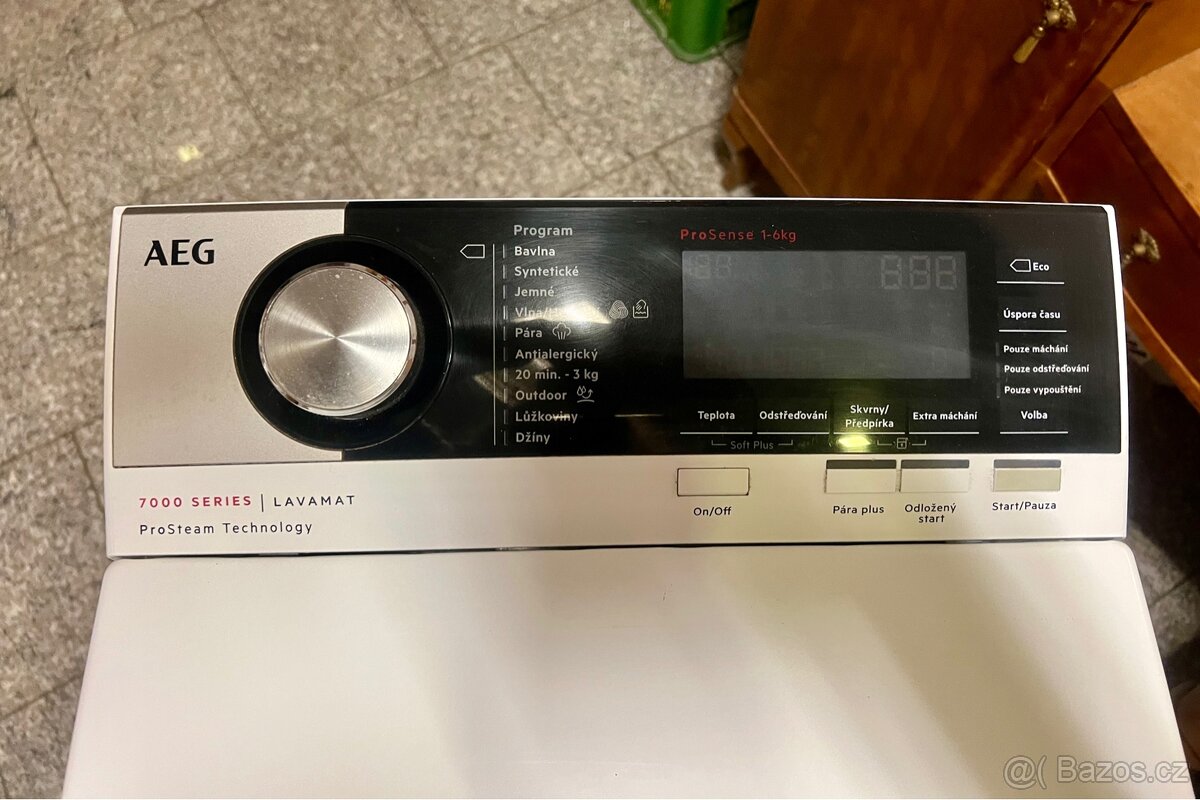 AEG
Program
Bavlna
Syntetické
Jemné
Pára
Antialergický
20 min. - 3 kg
Outdoor
Lůžkoviny
Džíny
ProSense 1-6kg
Eco
Úspora času
Pouze máchání
Pouze odstřeďování
Pouze vypouštění
Volba
Teplota
Odstřeďování
Skvrny/
Předpírka
Extra máchání
Soft Plus
7000 SERIES | LAVAMAT
ProSteam Technology
On/Off
Pára plus
Odložený
start
Start/Pauza
@( Bazos.cz